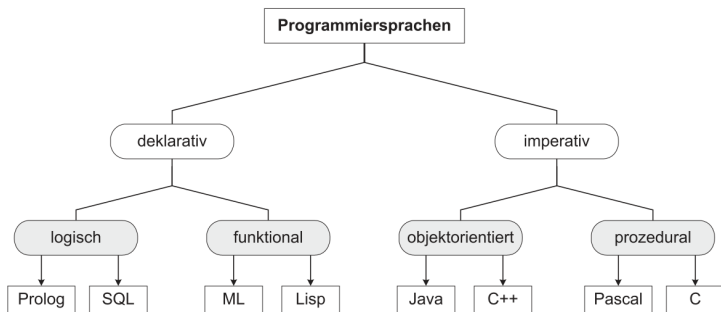 Programmiersprachen
deklarativ
imperativ
logisch
funktional
objektorientiert
prozedural
Prolog
SQL
ML
Lisp
Java
C++
Pascal
C